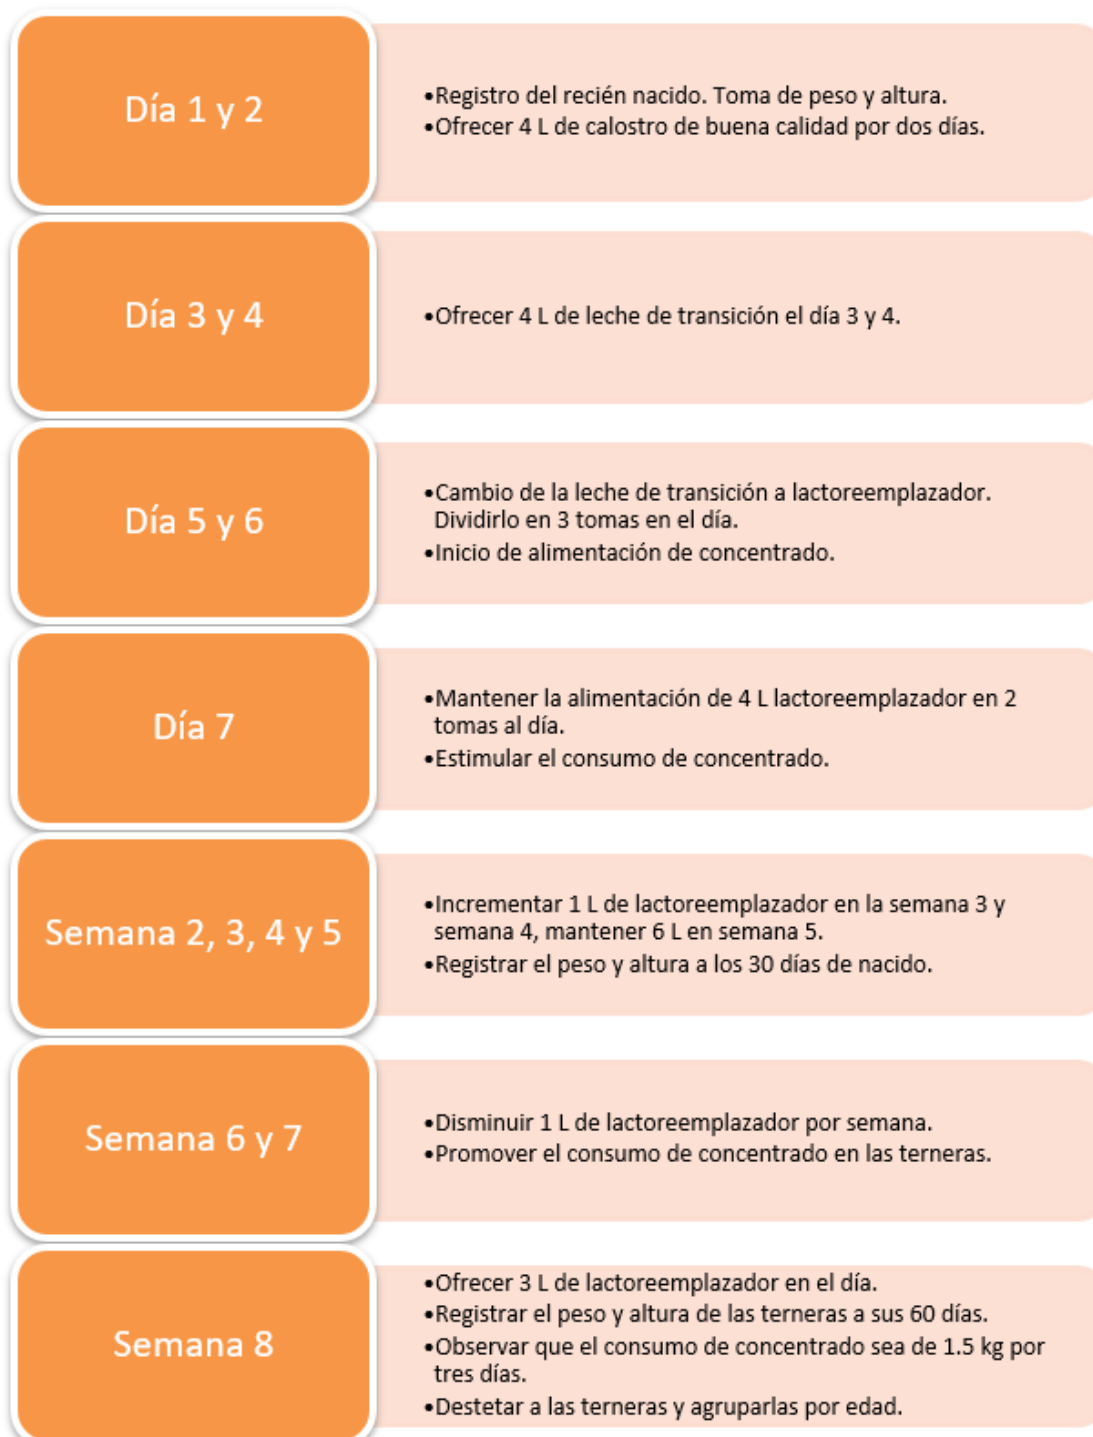 Día 1 y 2
•Registro del recién nacido. Toma de peso y altura.
•Ofrecer 4 L de calostro de buena calidad por dos días.
Día 3 y 4
•Ofrecer 4 L de leche de transición el día 3 y 4.
Día 5 y 6
•Cambio de la leche de transición a lactoreemplazador.
Dividirlo en 3 tomas en el día.
•Inicio de alimentación de concentrado.
Día 7
•Mantener la alimentación de 4 L lactoreemplazador en 2
tomas al día.
•Estimular el consumo de concentrado.
Semana 2, 3, 4 y 5
•Incrementar 1 L de lactoreemplazador en la semana 3 y
semana 4, mantener 6 L en semana 5.
•Registrar el peso y altura a los 30 días de nacido.
Semana 6 y 7
•Disminuir 1 L de lactoreemplazador por semana.
•Promover el consumo de concentrado en las terneras.
Semana 8
•Ofrecer 3 L de lactoreemplazador en el día.
•Registrar el peso y altura de las terneras a sus 60 días.
•Observar que el consumo de concentrado sea de 1.5 kg por
tres días.
•Destetar a las terneras y agruparlas por edad.